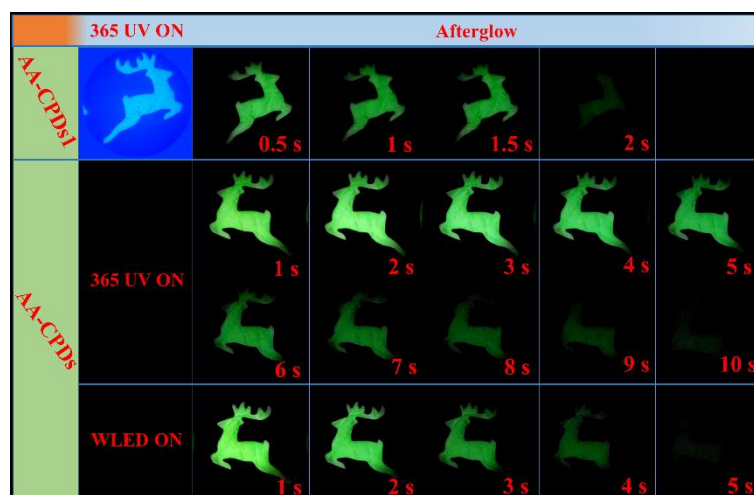 365 UV ON Afterglow
AA-CPDs1
0.5 s 1 s 1.5 s 2 s
AA-CPDs
365 UV ON
1 s 2 s 3 s 4 s 5 s
6 s 7 s 8 s 9 s 10 s
WLED ON
1 s 2 s 3 s 4 s 5 s